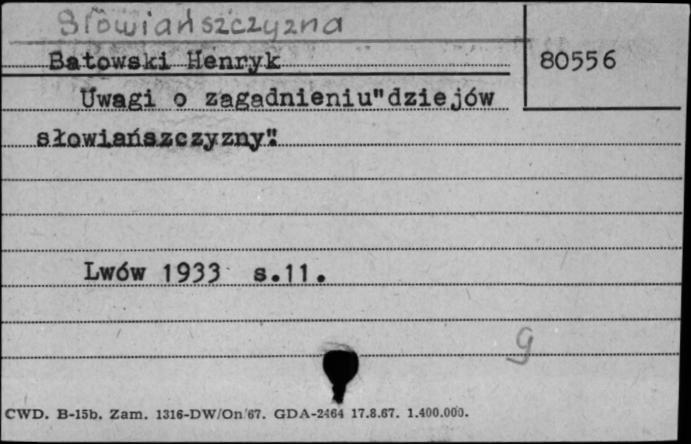 Słowiańszczyzna
Batowski Henryk
80556
Uwagi o zagadnieniu"dziejów
słowiańszczyzny".
Lwów 1933 s.11.
g
CWD. B-15b. Zam. 1316-DW/On/67. GDA-2464 17.8.67. 1.400.000.